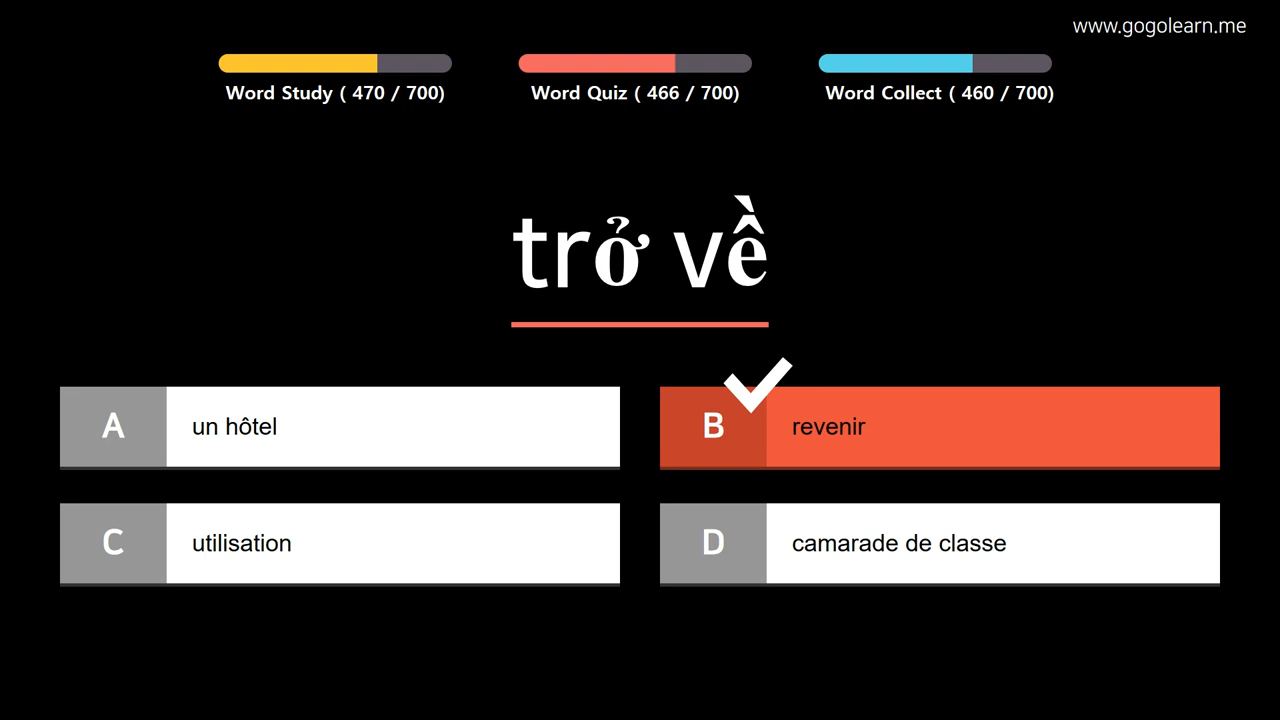 www.gogolearn.me
Word Study ( 470 / 700)
Word Quiz ( 466 / 700)
Word Collect ( 460 / 700)
trở về
A un hôtel
B revenir
C utilisation
D camarade de classe